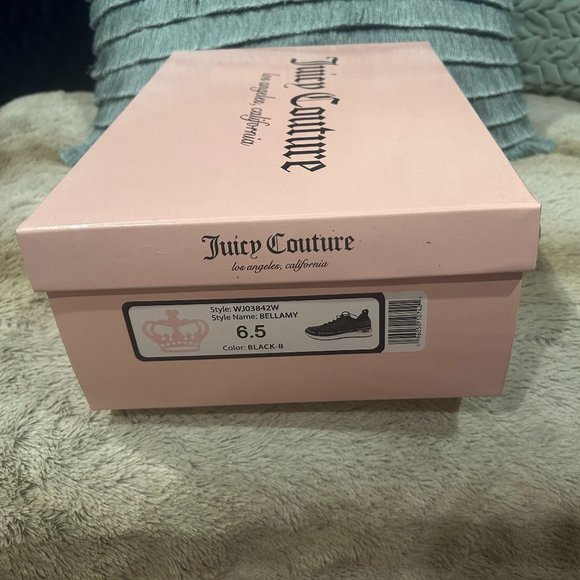 Juicy Couture
los angeles, california
Juicy Couture
los angeles, california
Style: WJ03842W
Style Name: BELLAMY
6.5
Color: BLACK-B